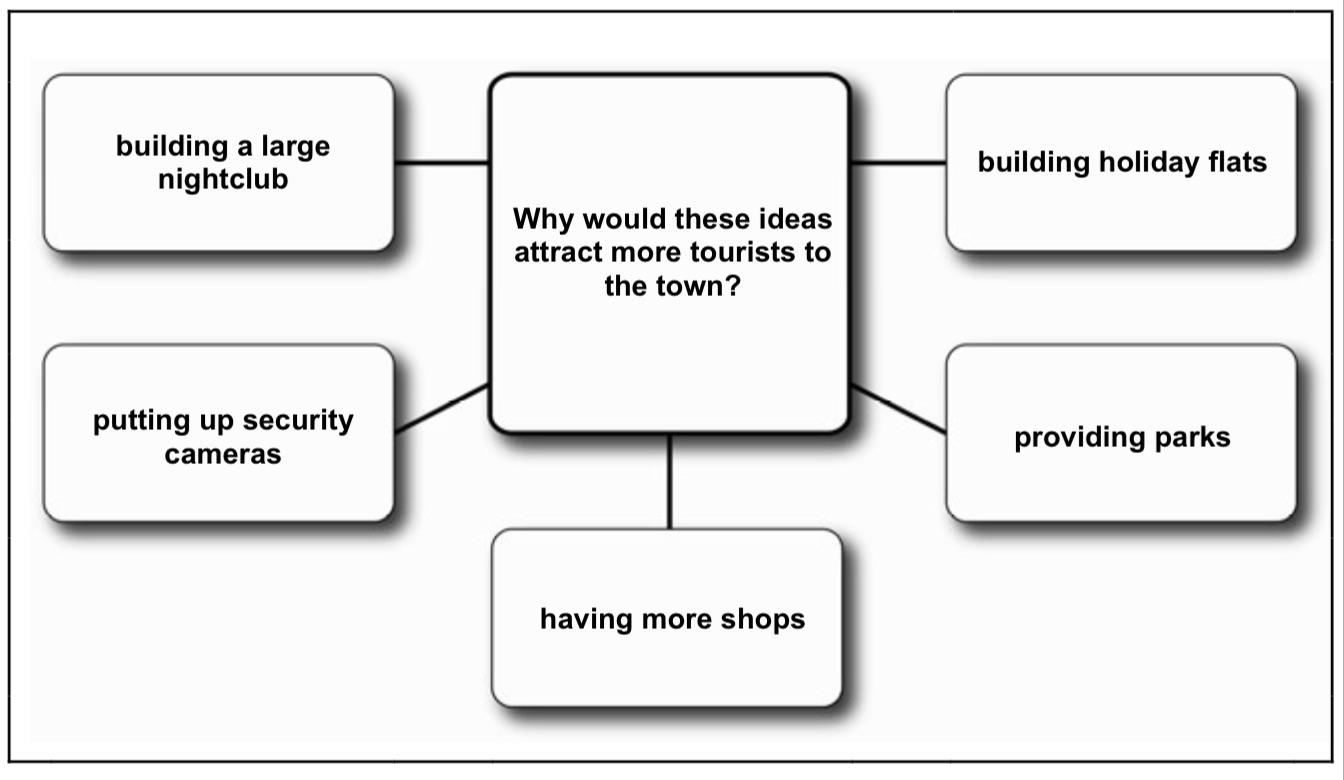 building a large
nightclub
Why would these ideas
attract more tourists to
the town?
building holiday flats
putting up security
cameras
providing parks
having more shops